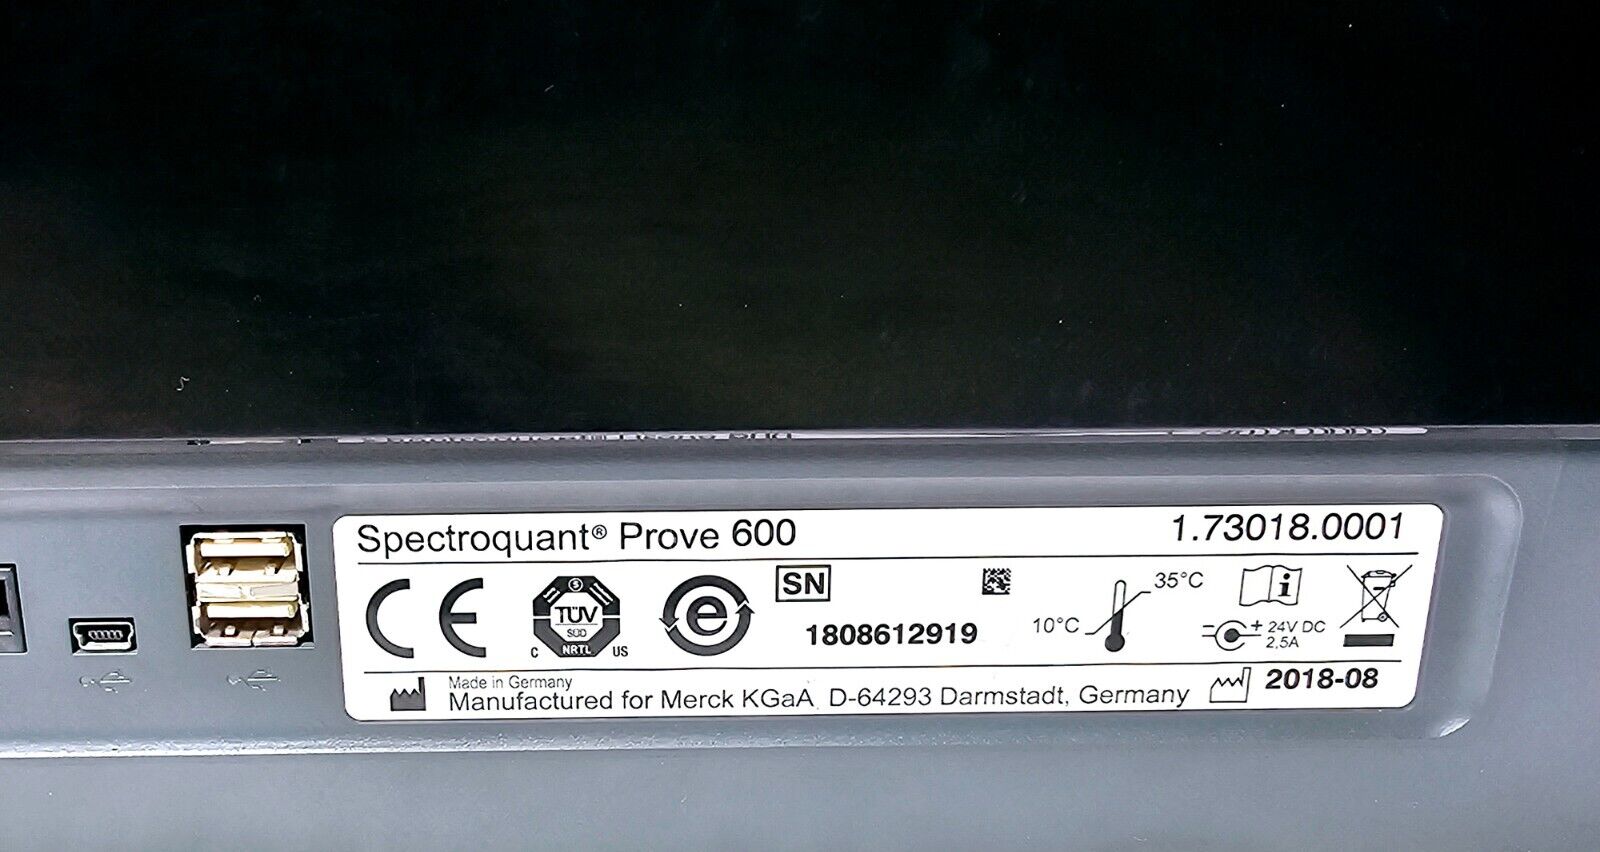 Spectroquant® Prove 600
1.73018.0001
CE
TÜV
SÜD
NRTL
C US
e
SN
1808612919
10°C
35°C
i
24V DC
2,5A
Made in Germany
Manufactured for Merck KGaA, D-64293 Darmstadt, Germany
2018-08